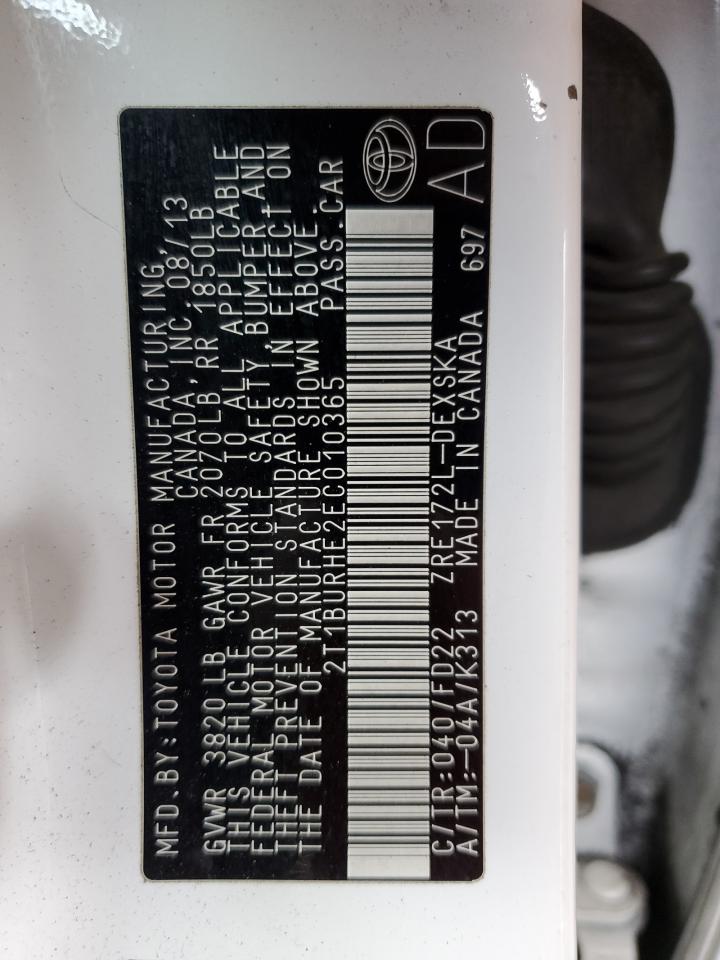 MFD. BY: TOYOTA MOTOR MANUFACTURING,
CANADA, INC. 08/13
GVWR 3820 LB GAWR FR 2070LB, RR 1850LB
THIS VEHICLE CONFORMS TO ALL APPLICABLE
FEDERAL MOTOR VEHICLE SAFETY, BUMPER, AND
THEFT PREVENTION STANDARDS IN EFFECT ON
THE DATE OF MANUFACTURE SHOWN ABOVE.
2T1BURHE2EC010365 PASS. CAR
C/TR:040/FD22 ZRE172L-DEXSKA
A/TM:-04A/K313 MADE IN CANADA 697
AD